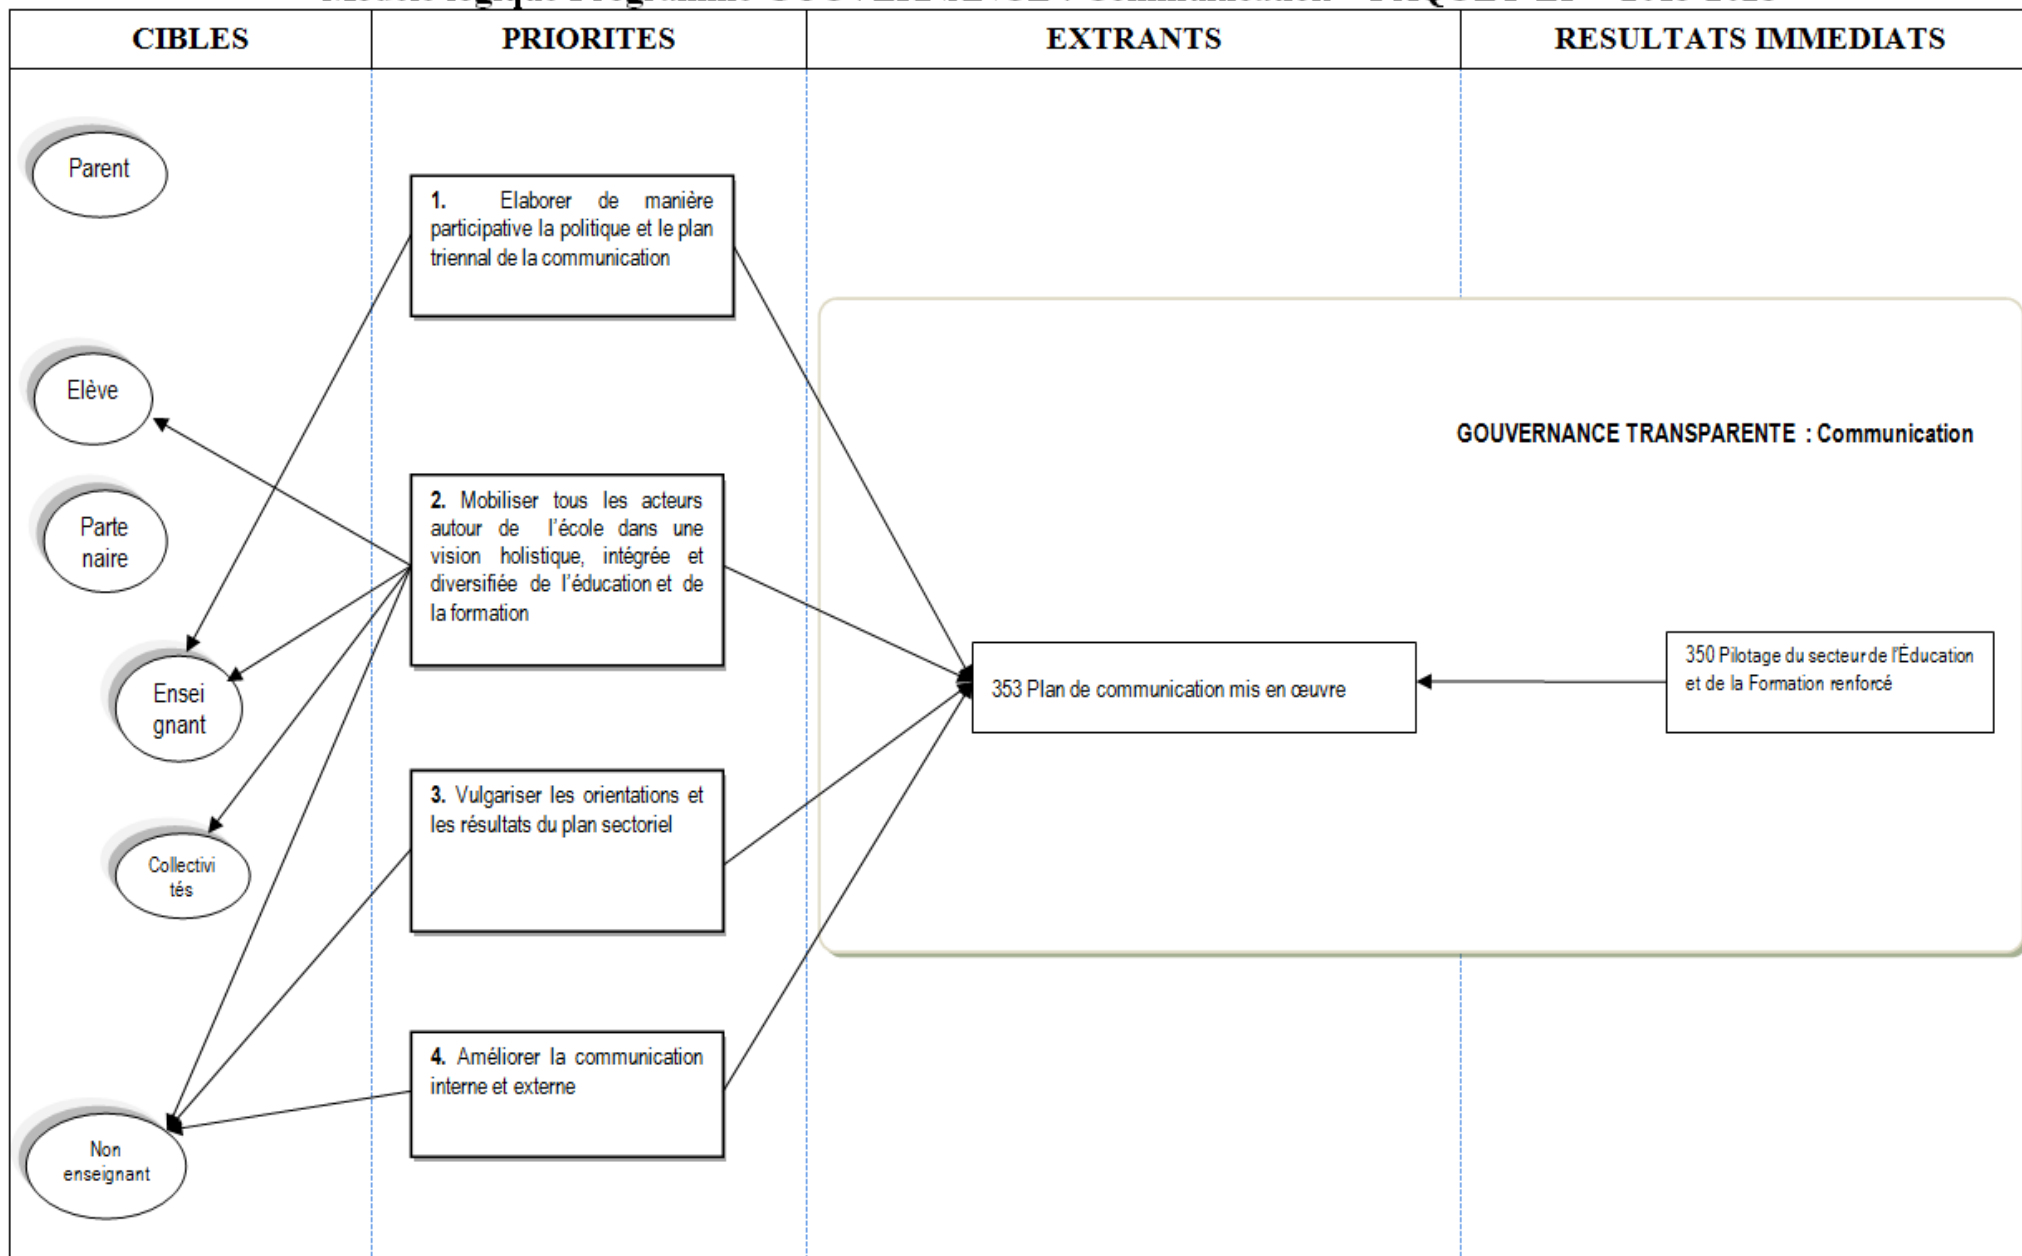 CIBLES
PRIORITES
EXTRANTS
RESULTATS IMMEDIATS
Parent
Elève
Parte
naire
Ensei
gnant
Collectivi
tés
Non
enseignant
1. Elaborer de manière
participative la politique et le plan
triennal de la communication
2. Mobiliser tous les acteurs
autour de l’école dans une
vision holistique, intégrée et
diversifiée de l’éducation et de
la formation
3. Vulgariser les orientations et
les résultats du plan sectoriel
4. Améliorer la communication
interne et externe
GOUVERNANCE TRANSPARENTE : Communication
353 Plan de communication mis en œuvre
350 Pilotage du secteur de l’Éducation
et de la Formation renforcé